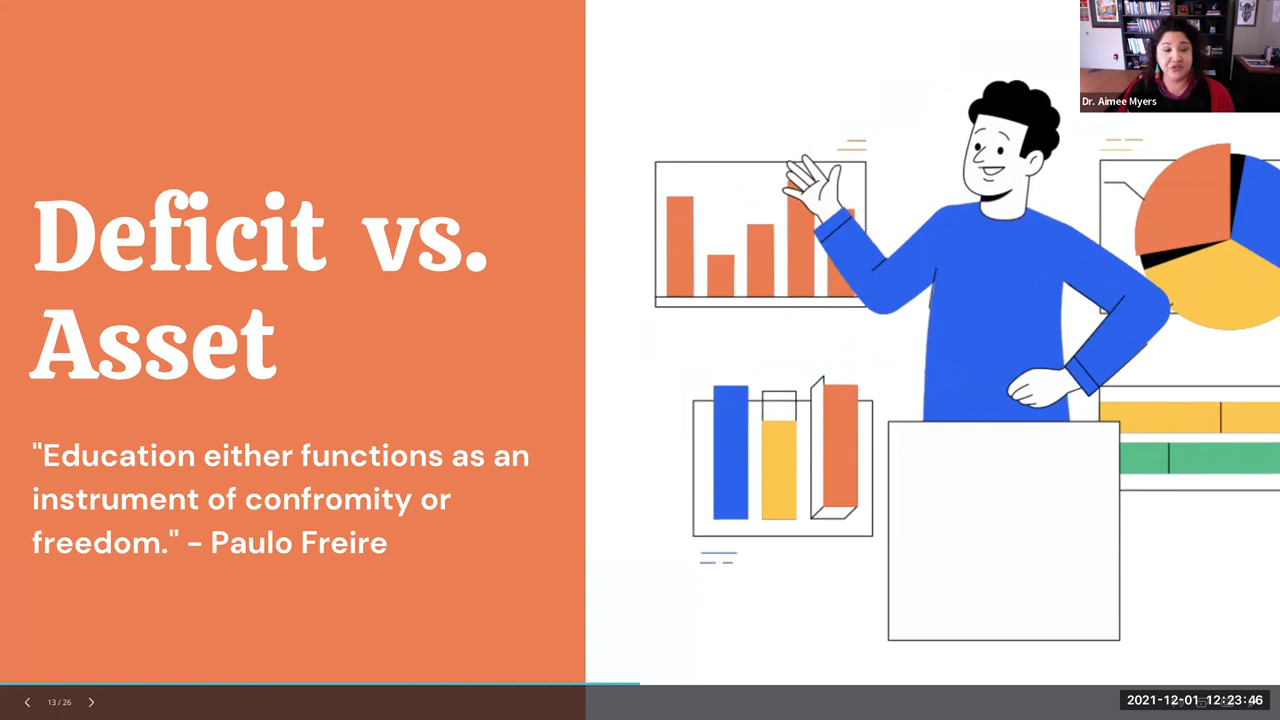 Dr. Aimee Myers
Deficit vs.
Asset
"Education either functions as an
instrument of confromity or
freedom." - Paulo Freire
13 / 26
2021-12-01 12:23:46